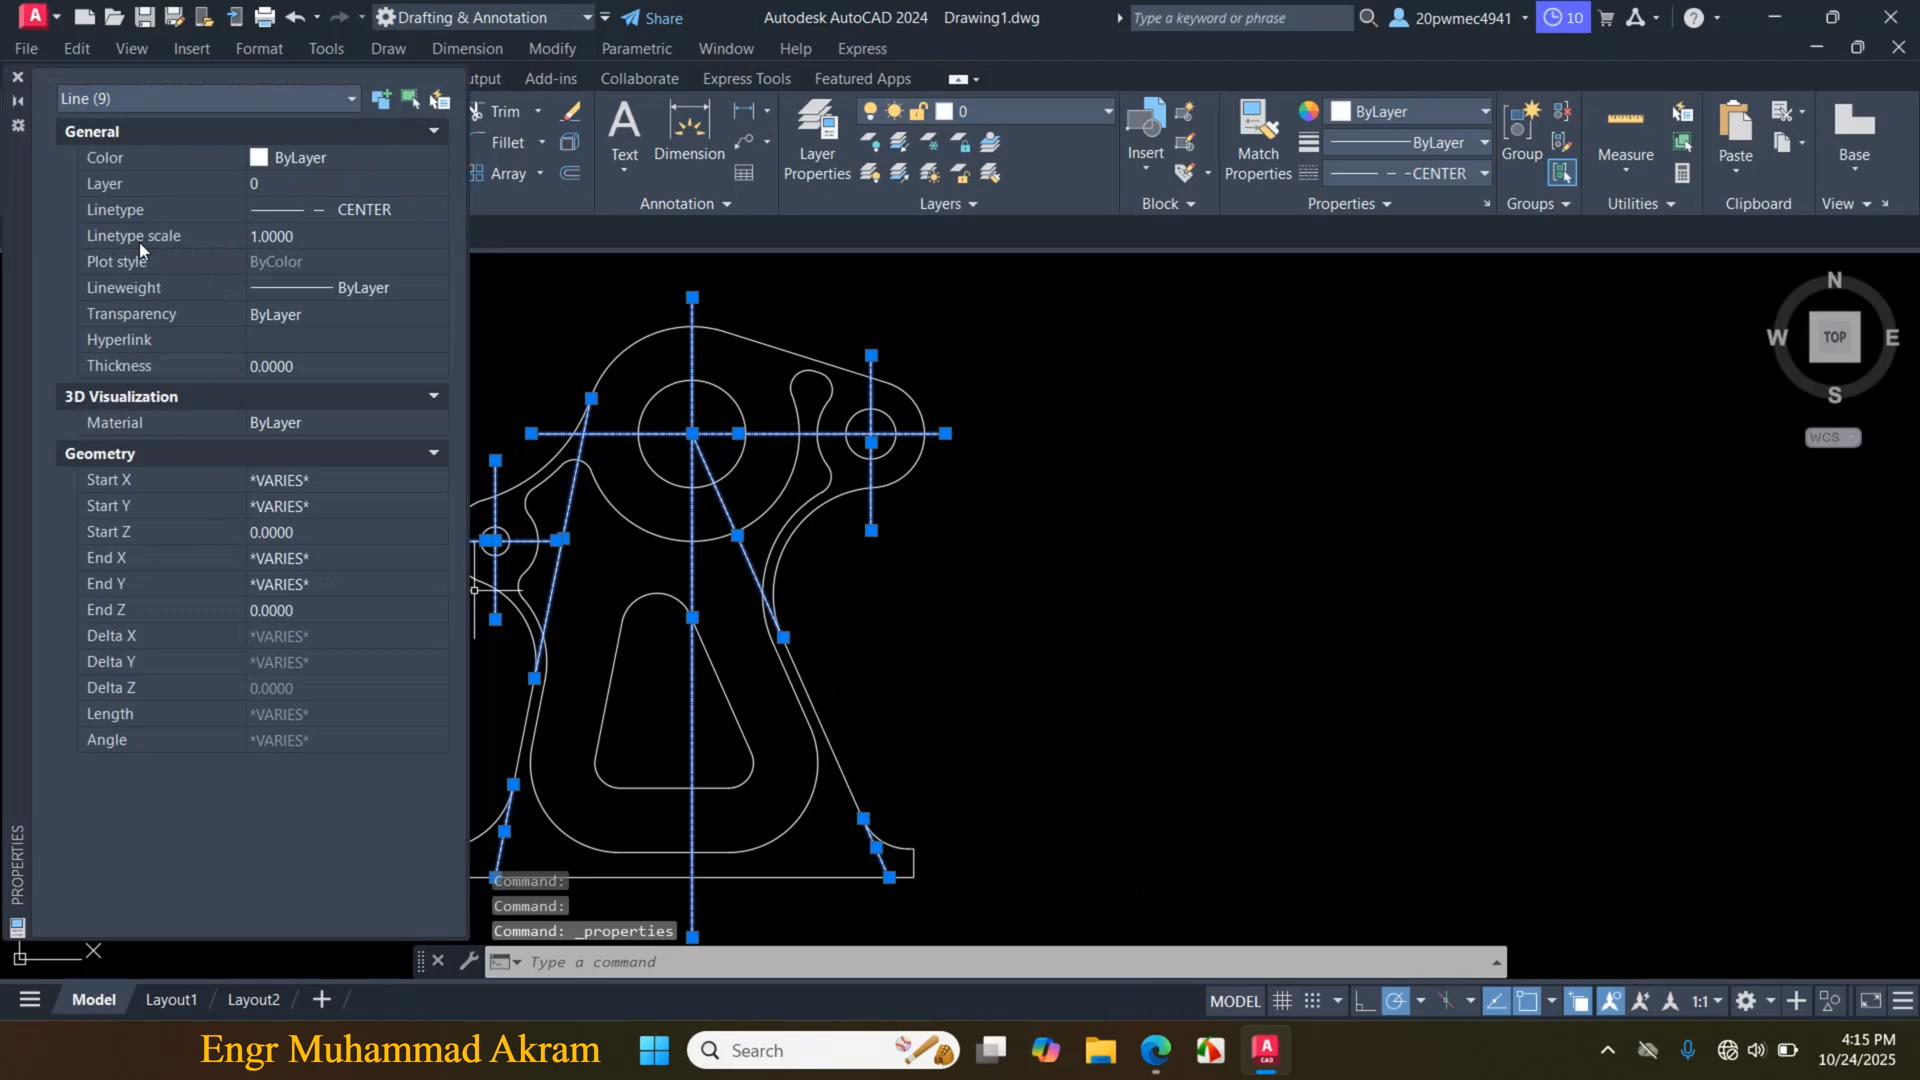 Drafting & Annotation
Share
Autodesk AutoCAD 2024 Drawing1.dwg
Type a keyword or phrase
20pwmec4941
10
File Edit View Insert Format Tools Draw Dimension Modify Parametric Window Help Express
utput Add-ins Collaborate Express Tools Featured Apps
Line (9)
General
Color ByLayer
Layer 0
Linetype CENTER
Linetype scale 1.0000
Plot style ByColor
Lineweight ByLayer
Transparency ByLayer
Hyperlink
Thickness 0.0000
3D Visualization
Material ByLayer
Geometry
Start X *VARIES*
Start Y *VARIES*
Start Z 0.0000
End X *VARIES*
End Y *VARIES*
End Z 0.0000
Delta X *VARIES*
Delta Y *VARIES*
Delta Z 0.0000
Length *VARIES*
Angle *VARIES*
PROPERTIES
Trim
Fillet
Array
Text
Dimension
Annotation
Layer
Properties
0
Layers
Insert
Block
Match
Properties
ByLayer
ByLayer
CENTER
Properties
Group
Groups
Measure
Utilities
Paste
Clipboard
Base
View
N
W TOP E
S
WCS
Command:
Command:
Command: _properties
Type a command
X
Model Layout1 Layout2
MODEL
1:1
Engr Muhammad Akram
Search
A
CAD
4:15 PM
10/24/2025